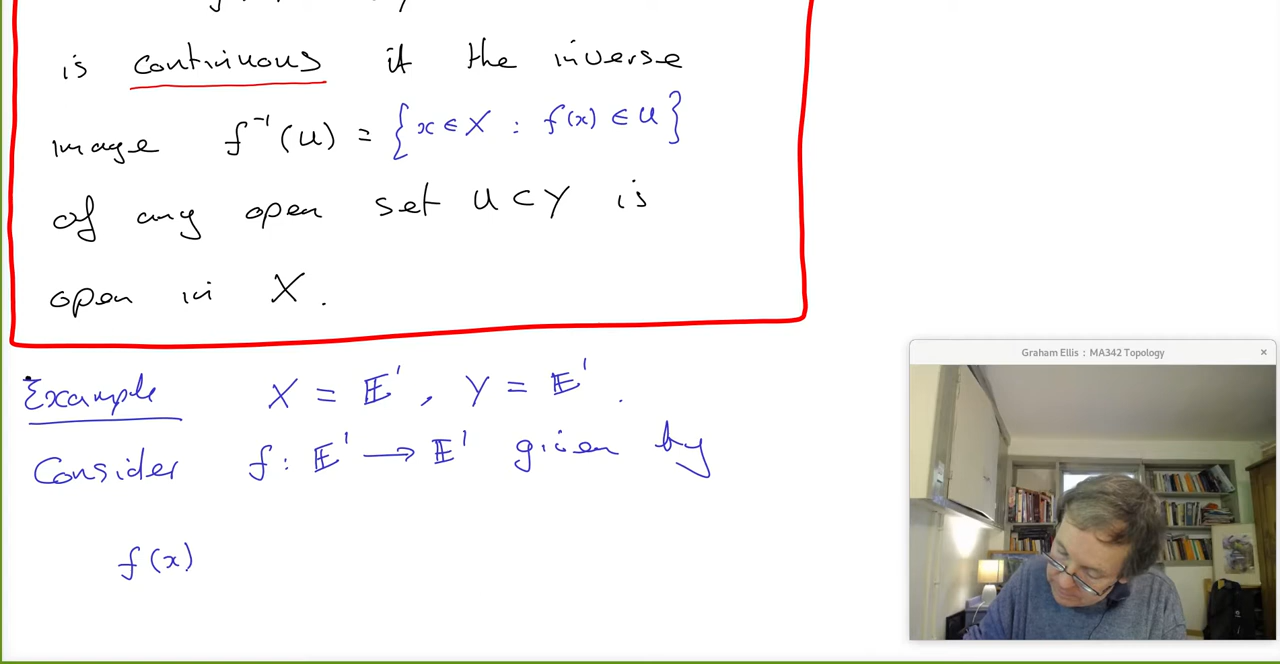 is continuous if the inverse
image f⁻¹(U) = {x ∈ X : f(x) ∈ U}
of any open set U ⊂ Y is
open in X.
Example X = 𝔼¹, Y = 𝔼¹.
Consider f : 𝔼¹ → 𝔼¹ given by
f(x)
Graham Ellis : MA342 Topology